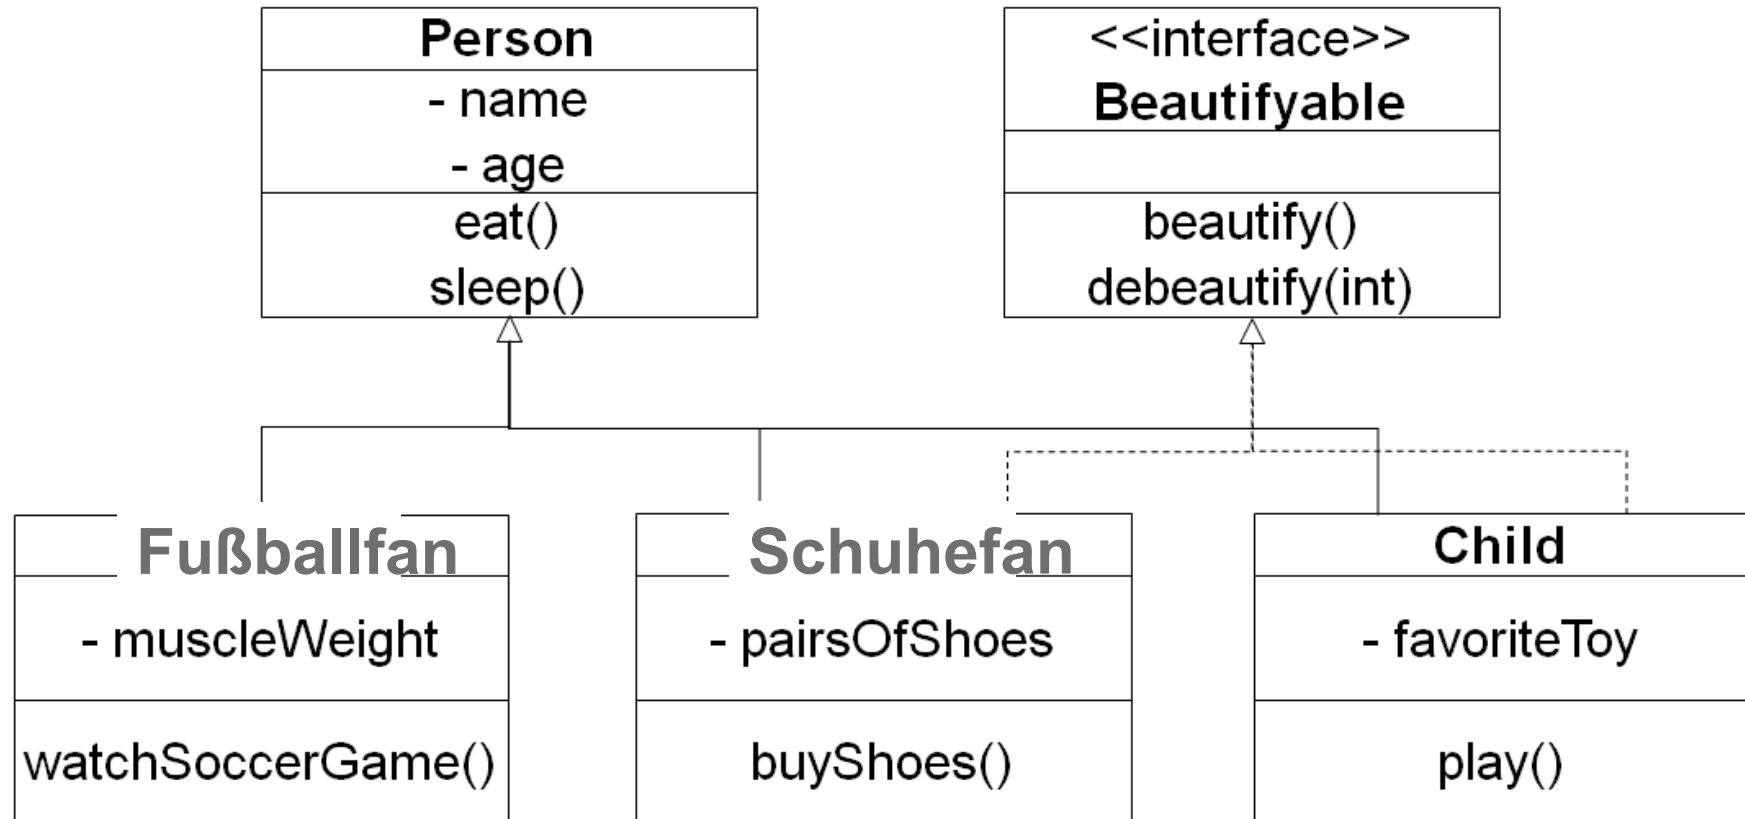 Person
- name
- age
eat()
sleep()
<<interface>>
Beautifyable
beautify()
debeautify(int)
Fußballfan
- muscleWeight
watchSoccerGame()
Schuhefan
- pairsOfShoes
buyShoes()
Child
- favoriteToy
play()